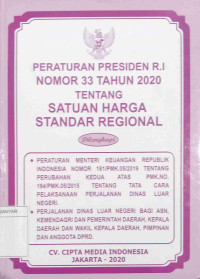 PERATURAN PRESIDEN R.I
NOMOR 33 TAHUN 2020
TENTANG
SATUAN HARGA
STANDAR REGIONAL
Dilengkapi
• PERATURAN MENTERI KEUANGAN REPUBLIK
INDONESIA NOMOR 181/PMK.05/2019 TENTANG
PERUBAHAN KEDUA ATAS PMK.NO.
164/PMK.05/2015 TENTANG TATA CARA
PELAKSANAAN PERJALANAN DINAS LUAR
NEGERI.
• PERJALANAN DINAS LUAR NEGERI BAGI ASN,
KEMENDAGRI DAN PEMERINTAH DAERAH, KEPALA
DAERAH DAN WAKIL KEPALA DAERAH, PIMPINAN
DAN ANGGOTA DPRD.
CV. CIPTA MEDIA INDONESIA
JAKARTA - 2020